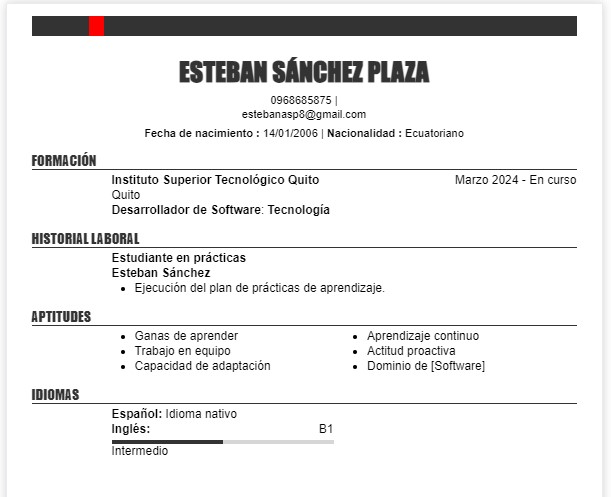 ESTEBAN SÁNCHEZ PLAZA
0968685875 |
estebanasp8@gmail.com
Fecha de nacimiento : 14/01/2006 | Nacionalidad : Ecuatoriano
FORMACIÓN
Instituto Superior Tecnológico Quito Marzo 2024 - En curso
Quito
Desarrollador de Software: Tecnología
HISTORIAL LABORAL
Estudiante en prácticas
Esteban Sánchez
• Ejecución del plan de prácticas de aprendizaje.
APTITUDES
• Ganas de aprender
• Trabajo en equipo
• Capacidad de adaptación
• Aprendizaje continuo
• Actitud proactiva
• Dominio de [Software]
IDIOMAS
Español: Idioma nativo
Inglés: B1
Intermedio